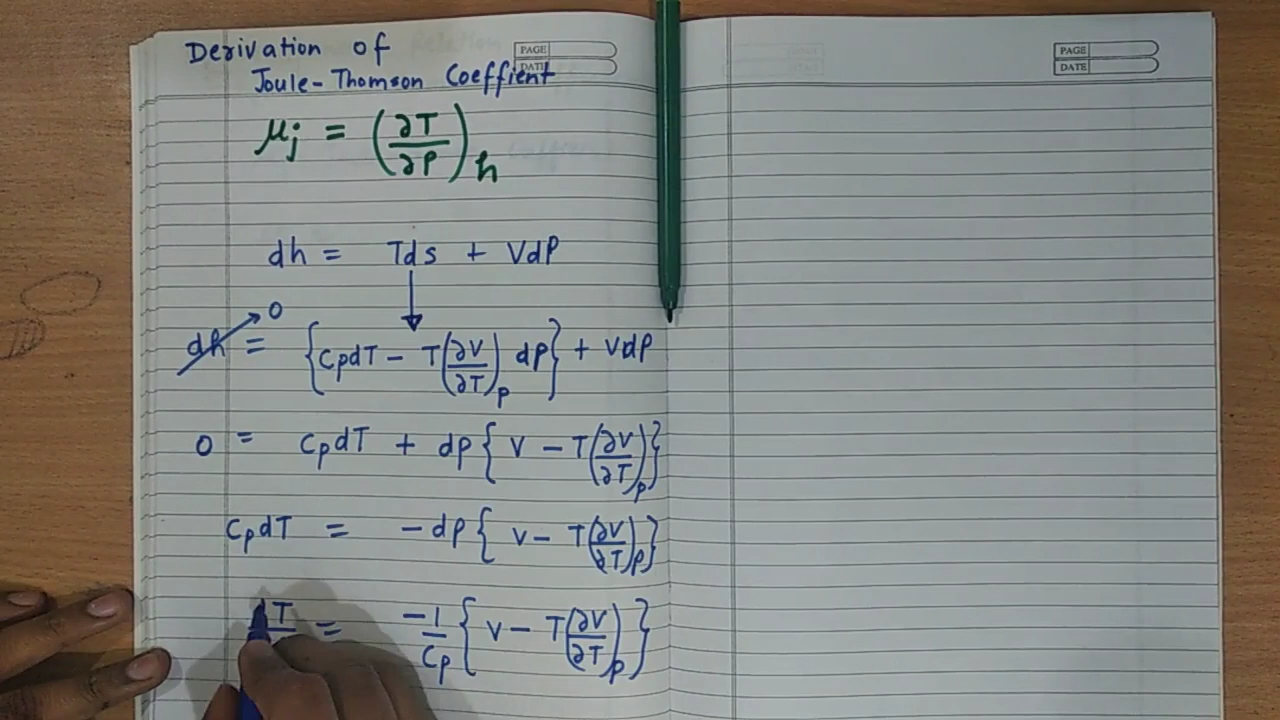 Derivation of
PAGE
DATE
Joule-Thomson Coeffient
μj = (∂T/∂P)h
dh = Tds + VdP
dh = 0 {CpdT - T(∂V/∂T)p dP} + VdP
0 = CpdT + dp{V - T(∂V/∂T)p}
CpdT = -dp{V - T(∂V/∂T)p}
T = -1/Cp {V - T(∂V/∂T)p}
PAGE
DATE